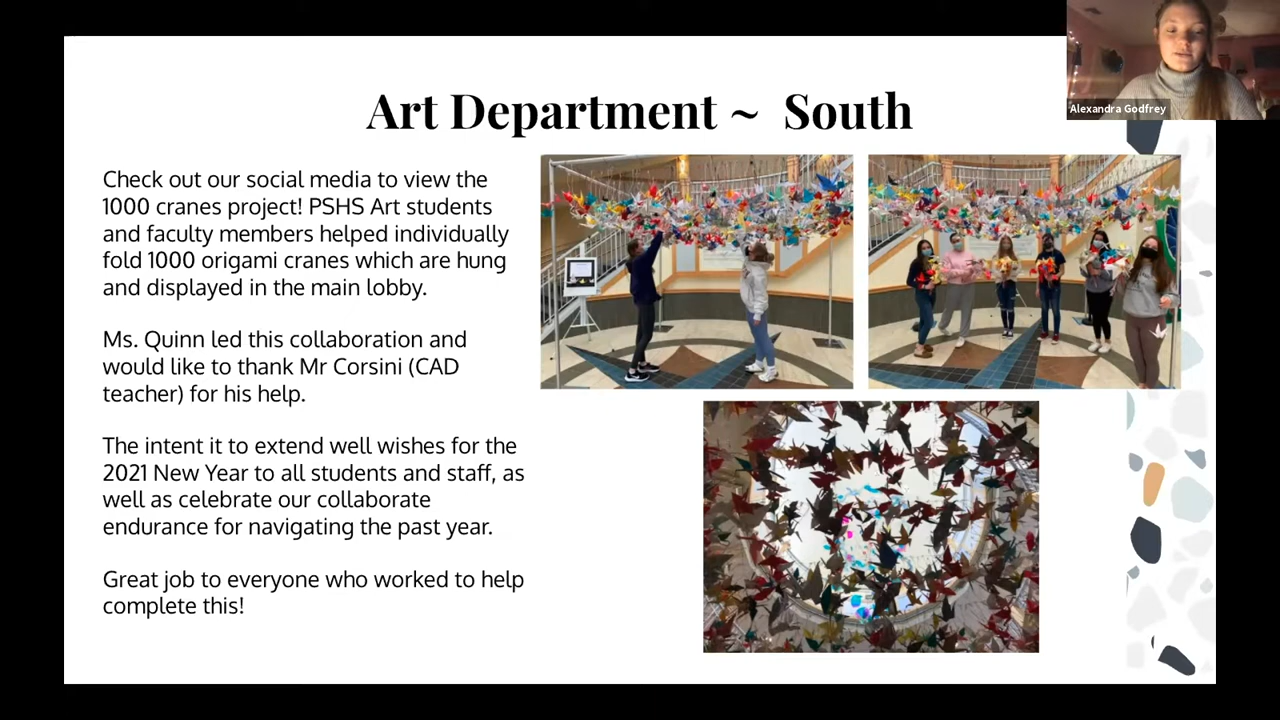 Alexandra Godfrey
Art Department ~ South
Check out our social media to view the
1000 cranes project! PSHS Art students
and faculty members helped individually
fold 1000 origami cranes which are hung
and displayed in the main lobby.
Ms. Quinn led this collaboration and
would like to thank Mr Corsini (CAD
teacher) for his help.
The intent it to extend well wishes for the
2021 New Year to all students and staff, as
well as celebrate our collaborate
endurance for navigating the past year.
Great job to everyone who worked to help
complete this!